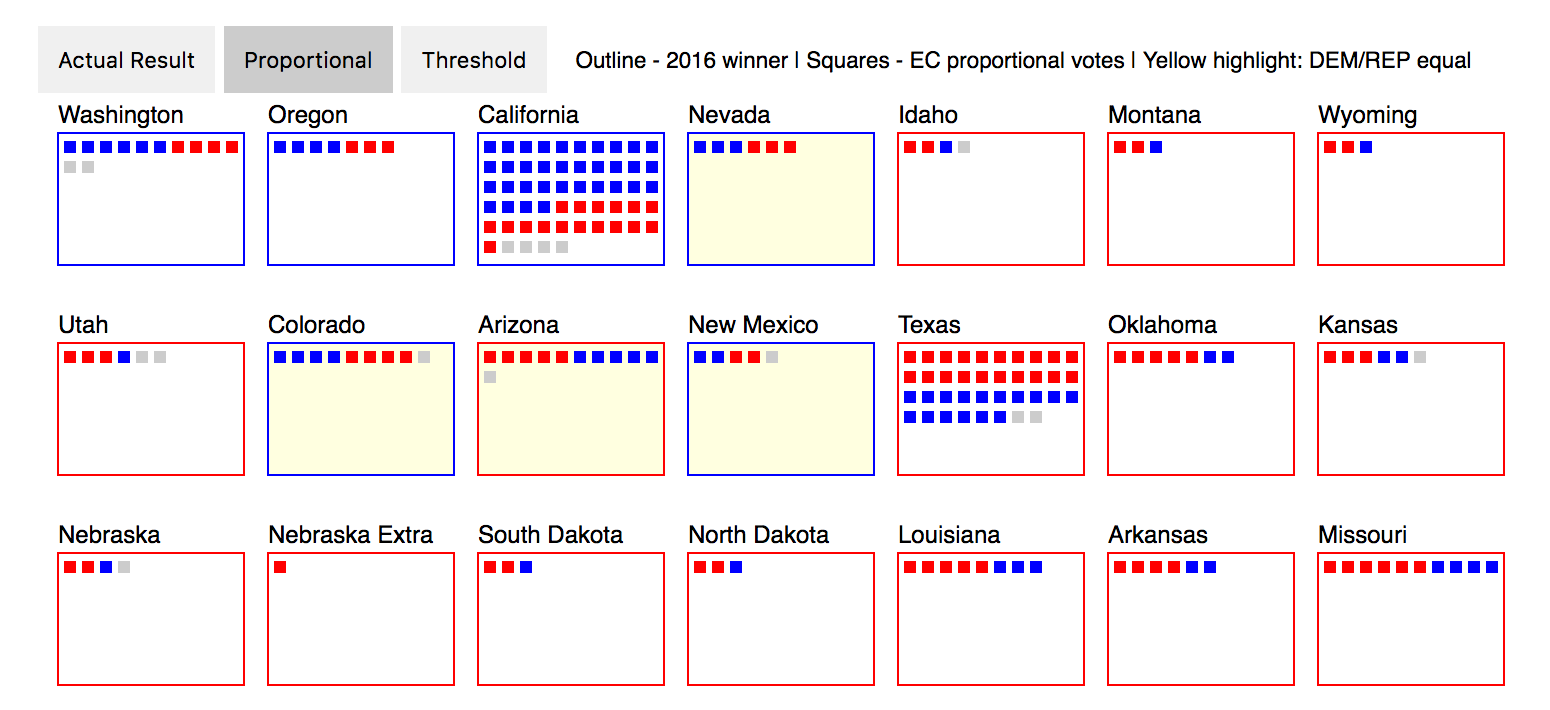 Actual Result Proportional Threshold Outline - 2016 winner | Squares - EC proportional votes | Yellow highlight: DEM/REP equal
Washington Oregon California Nevada Idaho Montana Wyoming
Utah Colorado Arizona New Mexico Texas Oklahoma Kansas
Nebraska Nebraska Extra South Dakota North Dakota Louisiana Arkansas Missouri